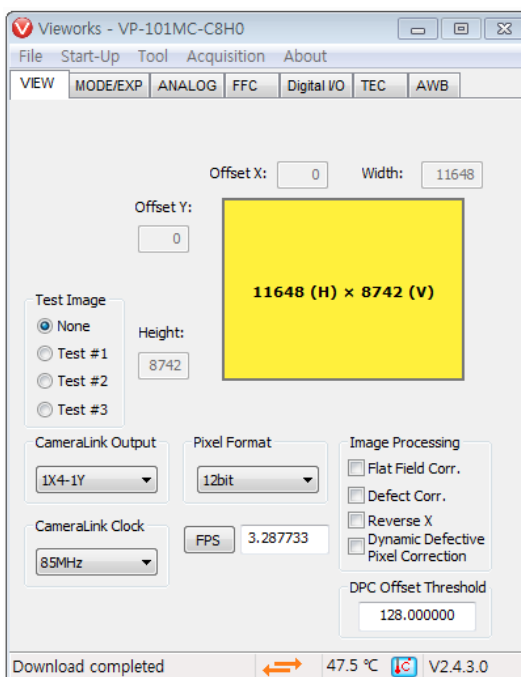 Vieworks - VP-101MC-C8H0
File Start-Up Tool Acquisition About
VIEW MODE/EXP ANALOG FFC Digital I/O TEC AWB
Offset X: 0 Width: 11648
Offset Y:
0
11648 (H) × 8742 (V)
Test Image
None
Test #1
Test #2
Test #3
Height:
8742
CameraLink Output
1X4-1Y
Pixel Format
12bit
Image Processing
Flat Field Corr.
Defect Corr.
Reverse X
Dynamic Defective
Pixel Correction
CameraLink Clock
85MHz
FPS 3.287733
DPC Offset Threshold
128.000000
Download completed 47.5 ℃ V2.4.3.0